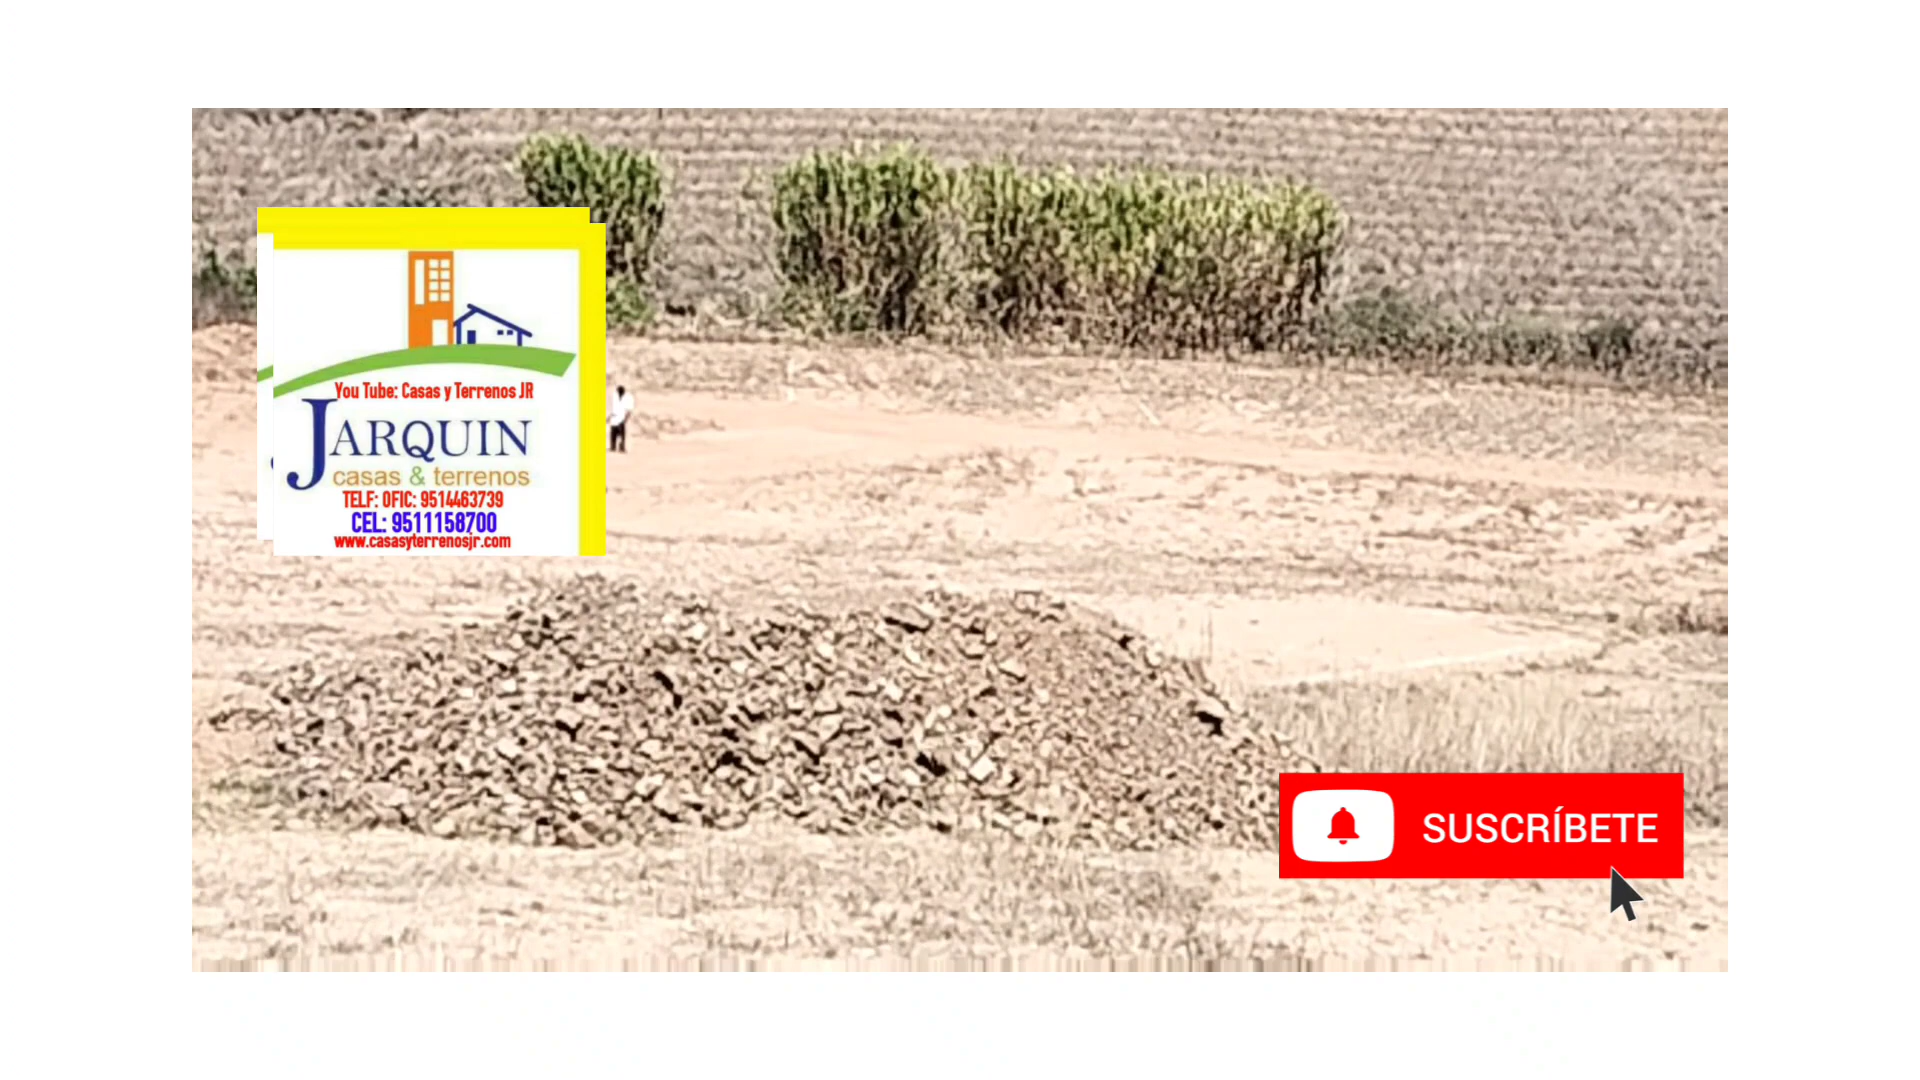 You Tube: Casas y Terrenos JR
JARQUIN
casas & terrenos
TELF: OFIC: 9514463739
CEL: 9511158700
www.casasyterrenosjr.com
SUSCRÍBETE